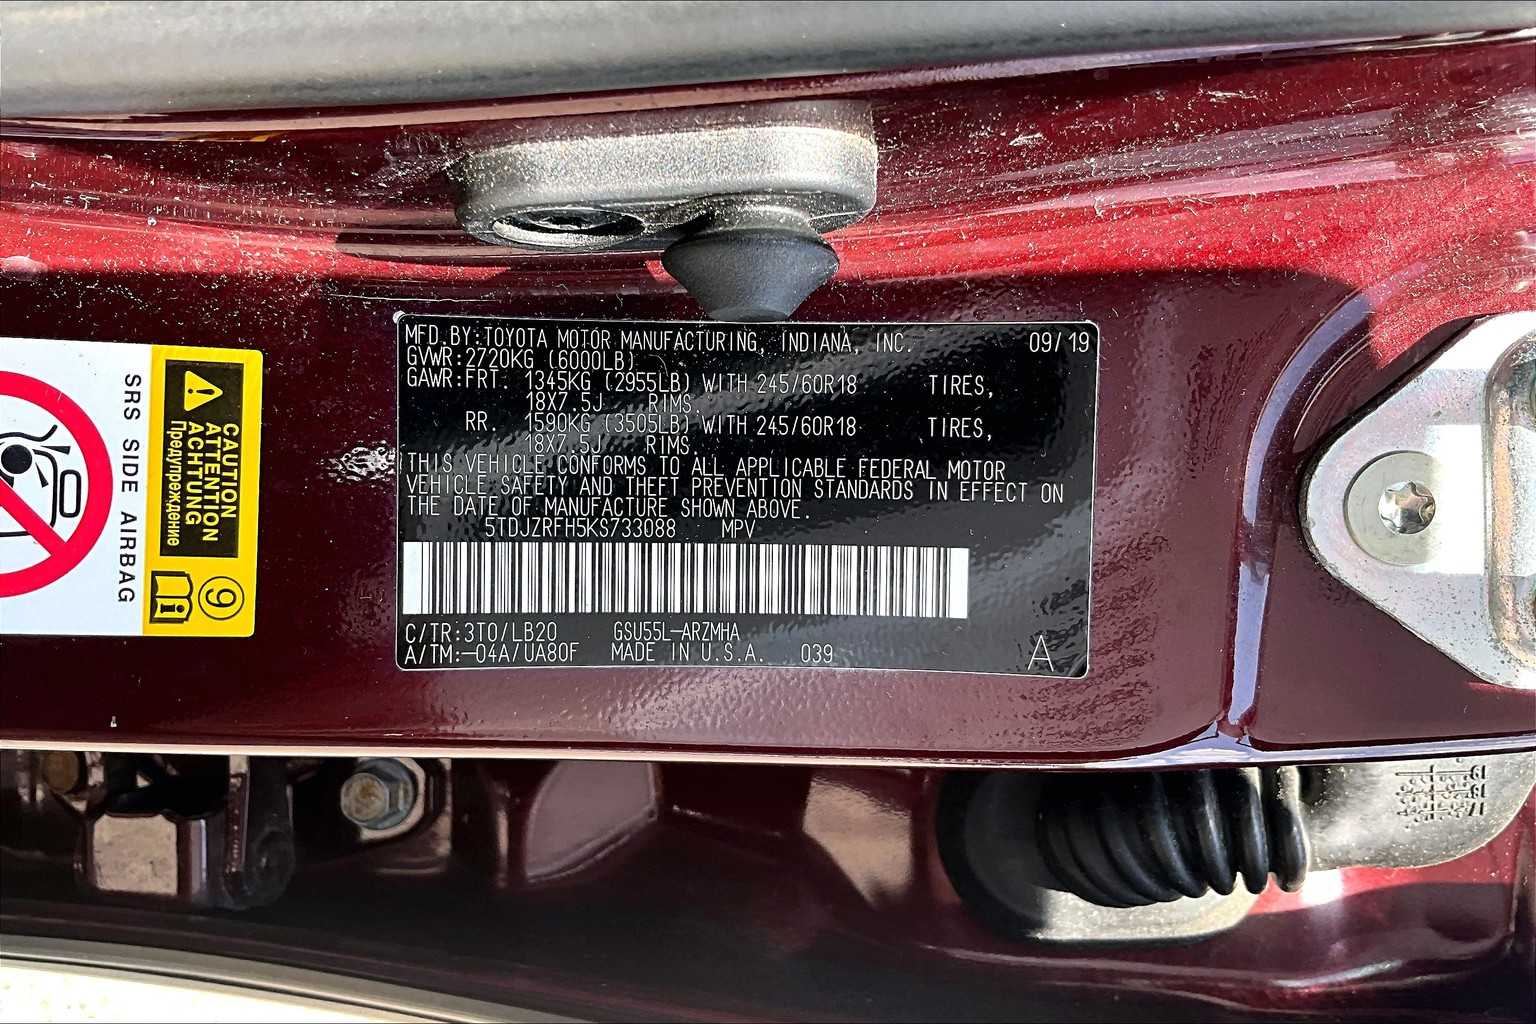 MFD.BY:TOYOTA MOTOR MANUFACTURING, INDIANA, INC. 09/19
GVWR:2720KG (6000LB)
GAWR:FRT. 1345KG (2955LB) WITH 245/60R18 TIRES,
18X7.5J RIMS.
RR. 1590KG (3505LB) WITH 245/60R18 TIRES,
18X7.5J RIMS.
THIS VEHICLE CONFORMS TO ALL APPLICABLE FEDERAL MOTOR
VEHICLE SAFETY AND THEFT PREVENTION STANDARDS IN EFFECT ON
THE DATE OF MANUFACTURE SHOWN ABOVE.
5TDJZRFH5KS733088 MPV
C/TR:3T0/LB20 GSU55L-ARZMHA
A/TM:-04A/UA80F MADE IN U.S.A. 039
A
CAUTION
ATTENTION
ACHTUNG
Предупреждение
9
SRS SIDE AIRBAG